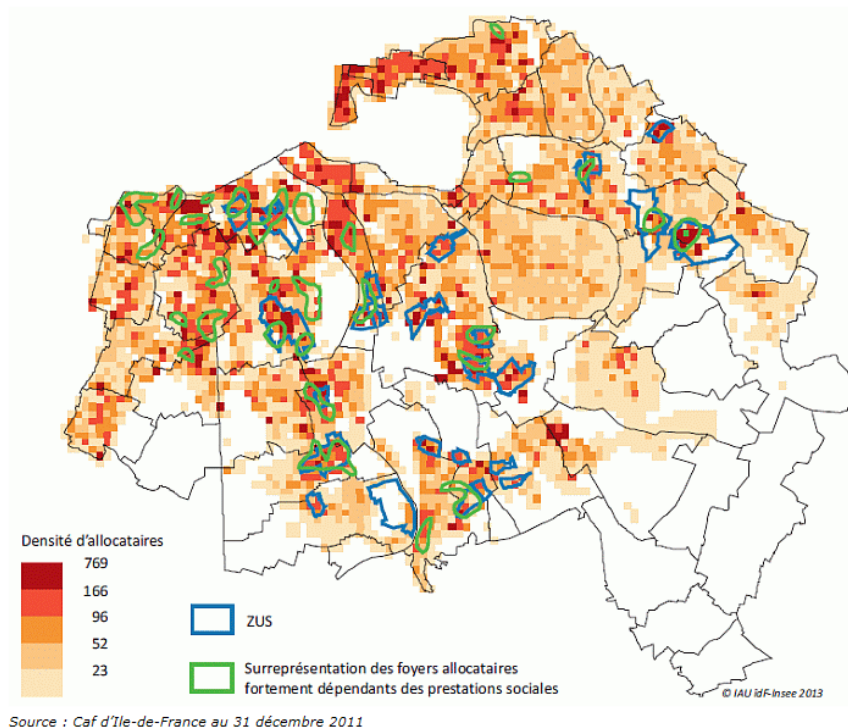 Densité d'allocataires
769
166
96
52
23
ZUS
Surreprésentation des foyers allocataires
fortement dépendants des prestations sociales
© IAU îdF-Insee 2013
Source : Caf d'Ile-de-France au 31 décembre 2011